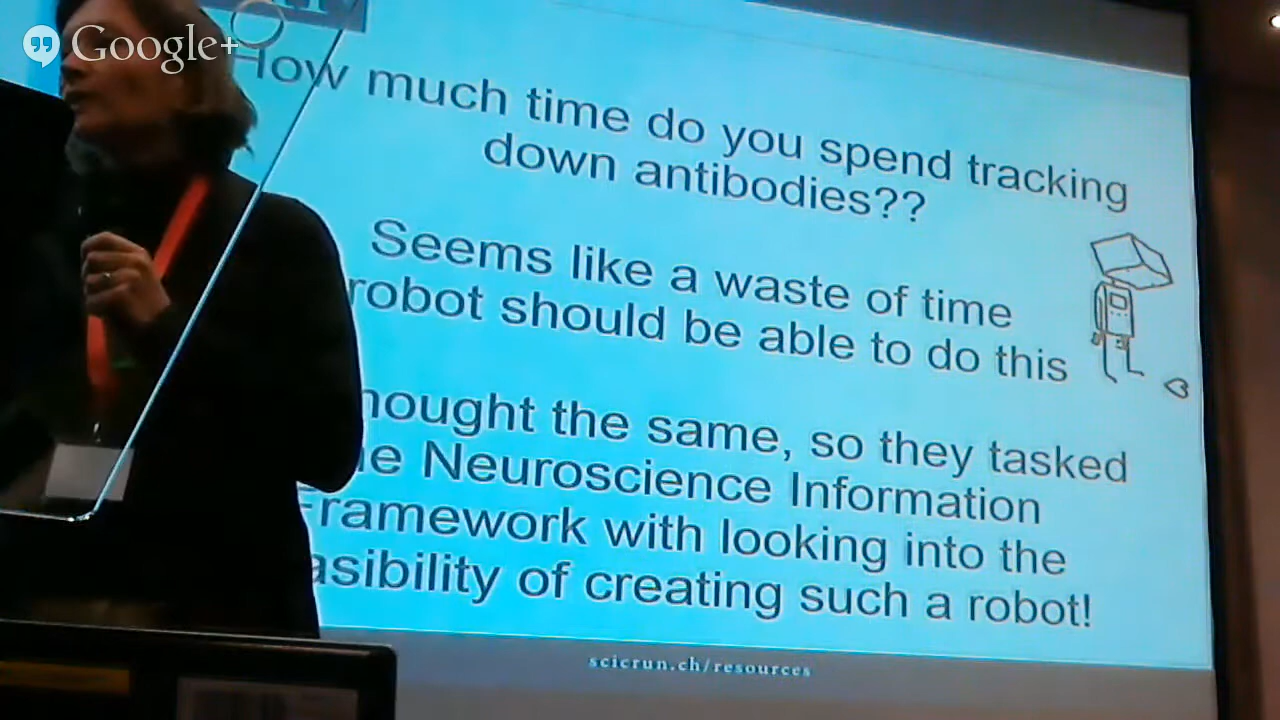 Google+
How much time do you spend tracking
down antibodies??
Seems like a waste of time
robot should be able to do this
hought the same, so they tasked
e Neuroscience Information
Framework with looking into the
asibility of creating such a robot!
scicrun.ch/resources